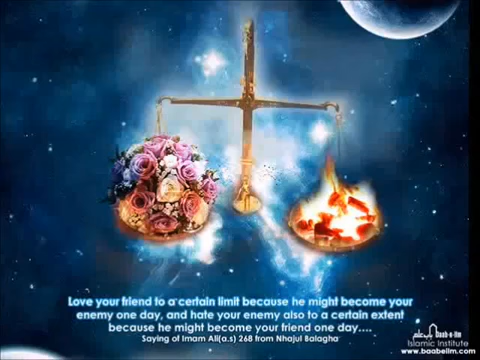 Love your friend to a certain limit because he might become your
enemy one day, and hate your enemy also to a certain extent
because he might become your friend one day....
Saying of Imam Ali(a.s) 268 from Nhajul Balagha
Baab-e-ilm
Islamic Institute
www.baabeilm.com